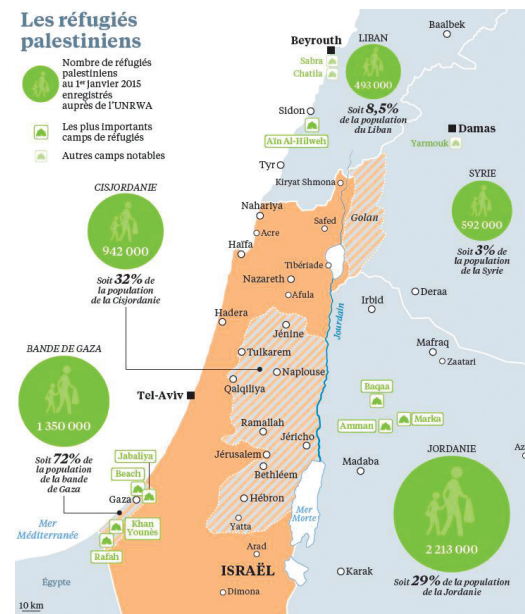 Les réfugiés
palestiniens
Nombre de réfugiés
palestiniens
au 1er janvier 2015
enregistrés
auprès de l'UNRWA
Les plus importants
camps de réfugiés
Autres camps notables
Baalbek
Beyrouth
LIBAN
Sabra
Chatila
493 000
Soit 8,5%
de la population
du Liban
Sidon
Aïn Al-Hilweh
Damas
Yarmouk
Tyr
Kiryat Shmona
SYRIE
592 000
Soit 3% de
la population
de la Syrie
CISJORDANIE
942 000
Soit 32% de
la population
de la Cisjordanie
Nahariya
Acre
Safed
Golan
Haïfa
Tibériade
Nazareth
Afula
Deraa
Irbid
Hadera
Jénine
Jourdain
Mafraq
Zaatari
Tulkarem
Naplouse
Qalqiliya
BANDE DE GAZA
1 350 000
Soit 72% de
la population
de la bande
de Gaza
Tel-Aviv
Baqaa
Amman
Marka
Ramallah
Jéricho
Jérusalem
Bethléem
Madaba
JORDANIE
2 213 000
Soit 29% de la population
de la Jordanie
Az
Jabaliya
Beach
Gaza
Hébron
Yatta
Mer
Morte
Mer
Méditerranée
Khan
Younès
Rafah
Arad
ISRAËL
Karak
Égypte
Dimona
10 km